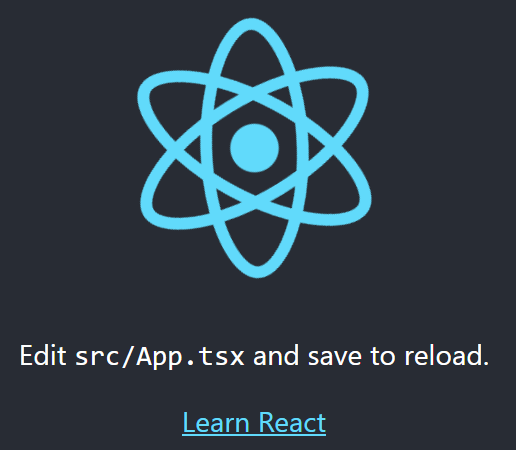 Edit src/App.tsx and save to reload.
Learn React